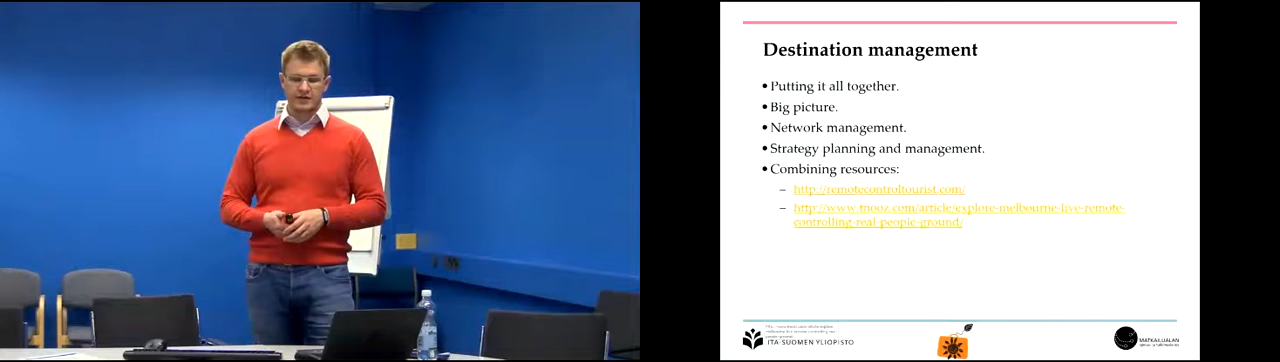 Destination management
• Putting it all together.
• Big picture.
• Network management.
• Strategy planning and management.
• Combining resources:
– http://remotecontroltourist.com/
– http://www.tnooz.com/article/explore-melbourne-live-remote-
controlling-real-people-ground/
ITÄ-SUOMEN YLIOPISTO
MATKAILUALAN